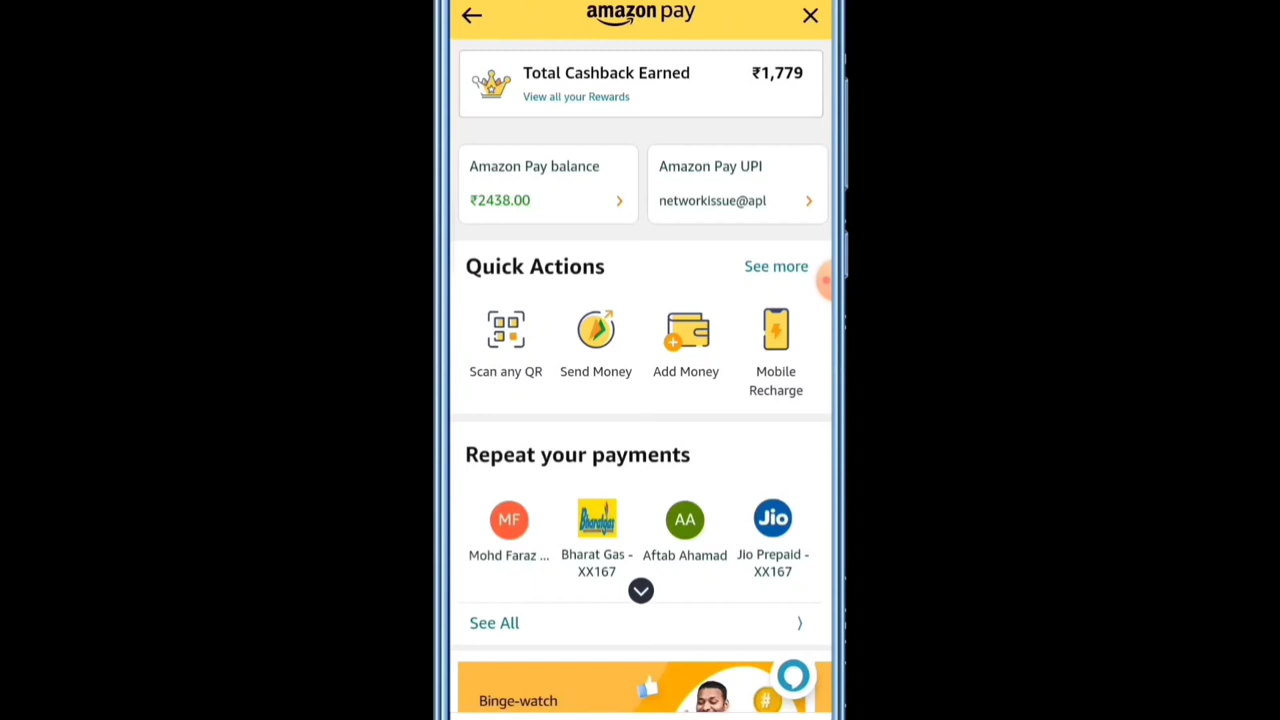 amazon pay
Total Cashback Earned ₹1,779
View all your Rewards
Amazon Pay balance
₹2438.00
Amazon Pay UPI
networkissue@apl
Quick Actions See more
Scan any QR
Send Money
Add Money
Mobile
Recharge
Repeat your payments
MF
Mohd Faraz ...
Bharatgas
Bharat Gas -
XX167
AA
Aftab Ahamad
Jio
Jio Prepaid -
XX167
See All
Binge-watch
#